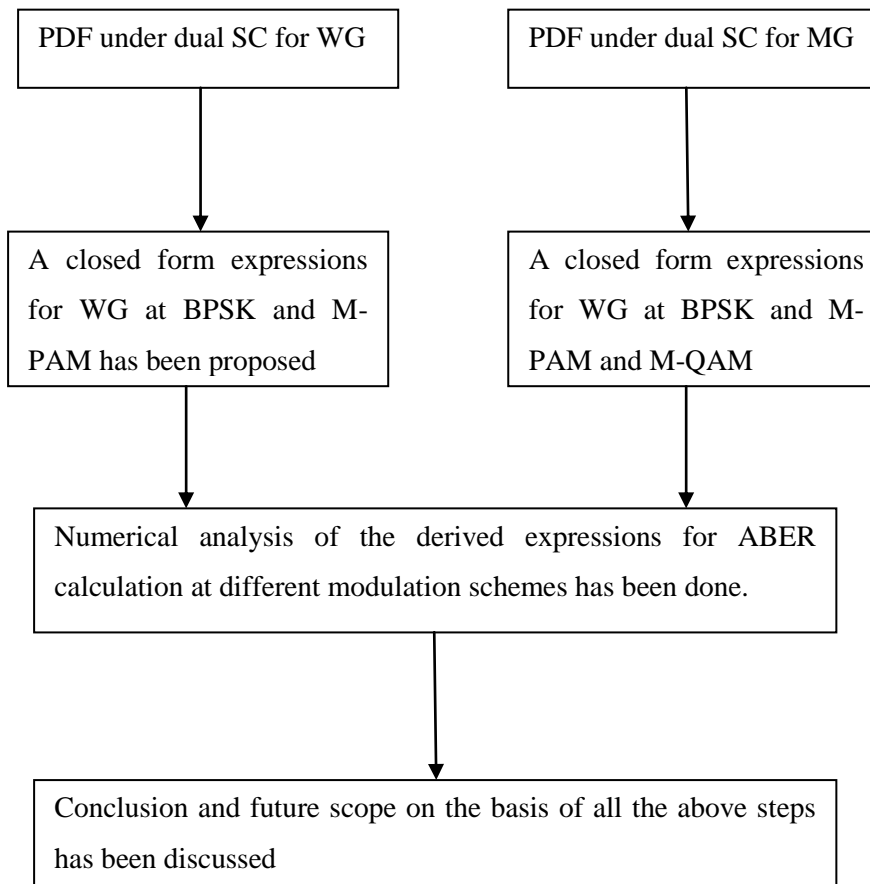 PDF under dual SC for WG
PDF under dual SC for MG
A closed form expressions
for WG at BPSK and M-
PAM has been proposed
A closed form expressions
for WG at BPSK and M-
PAM and M-QAM
Numerical analysis of the derived expressions for ABER
calculation at different modulation schemes has been done.
Conclusion and future scope on the basis of all the above steps
has been discussed